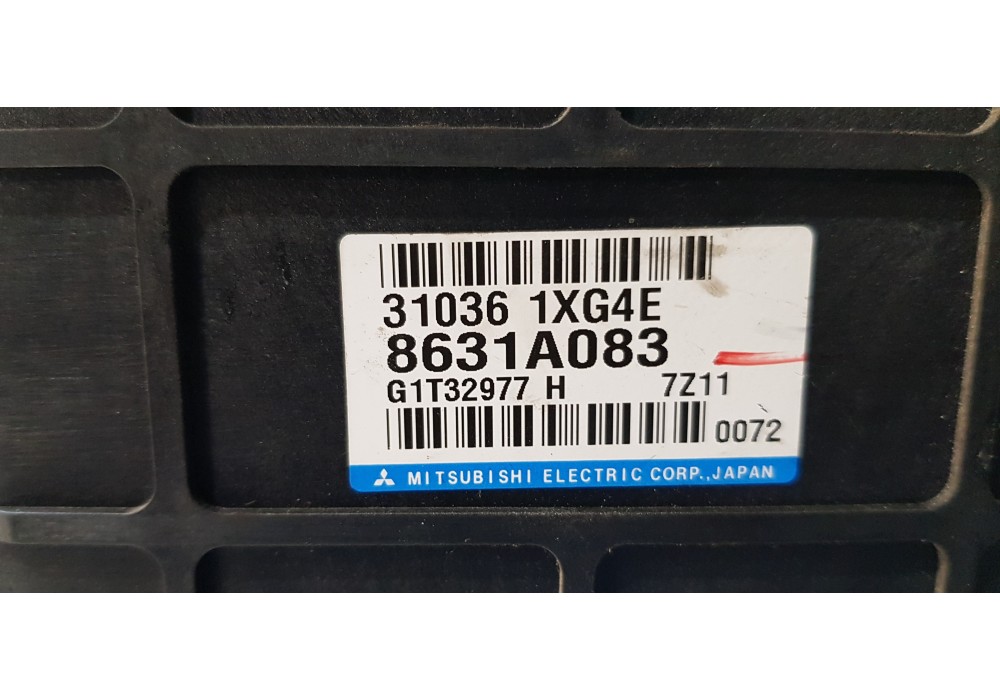 31036 1XG4E
8631A083
G1T32977 H 7Z11
0072
MITSUBISHI ELECTRIC CORP.,JAPAN